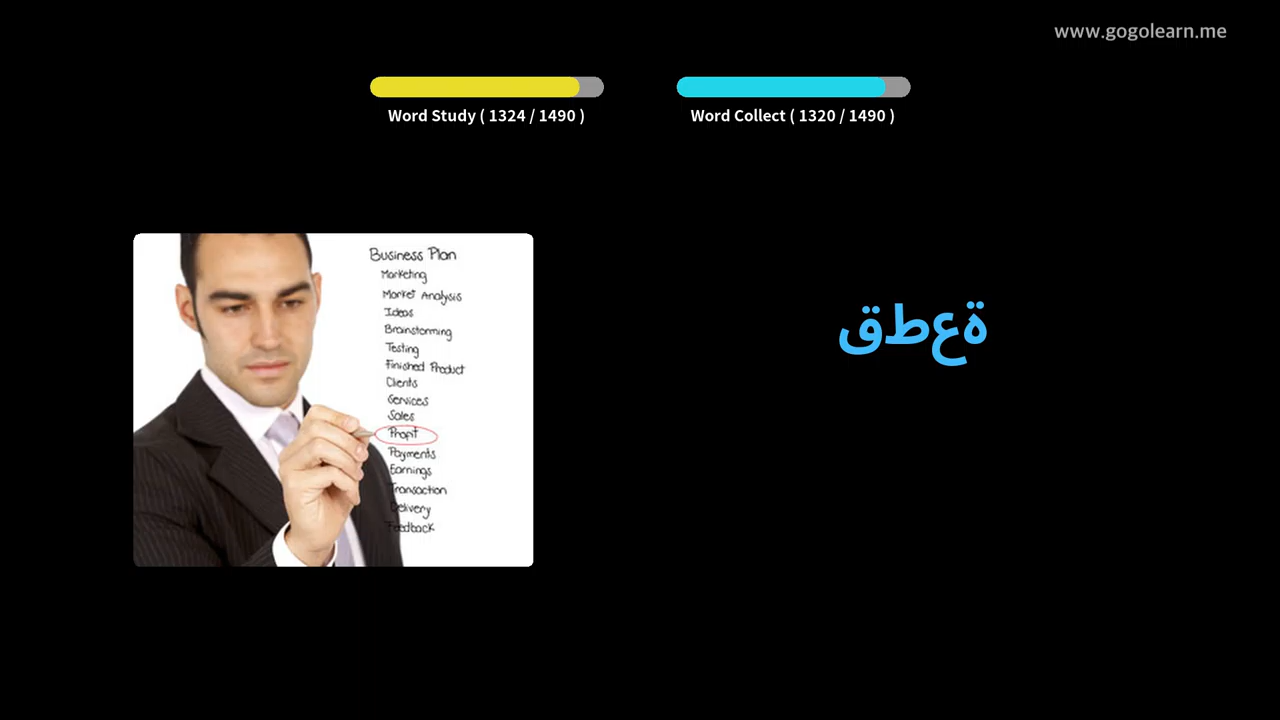 www.gogolearn.me
Word Study ( 1324 / 1490 )
Word Collect ( 1320 / 1490 )
Business Plan
Marketing
Market Analysis
Ideas
Brainstorming
Testing
Finished Product
Clients
Services
Sales
Profit
Payments
Earnings
Transaction
Delivery
Feedback
ةعطق